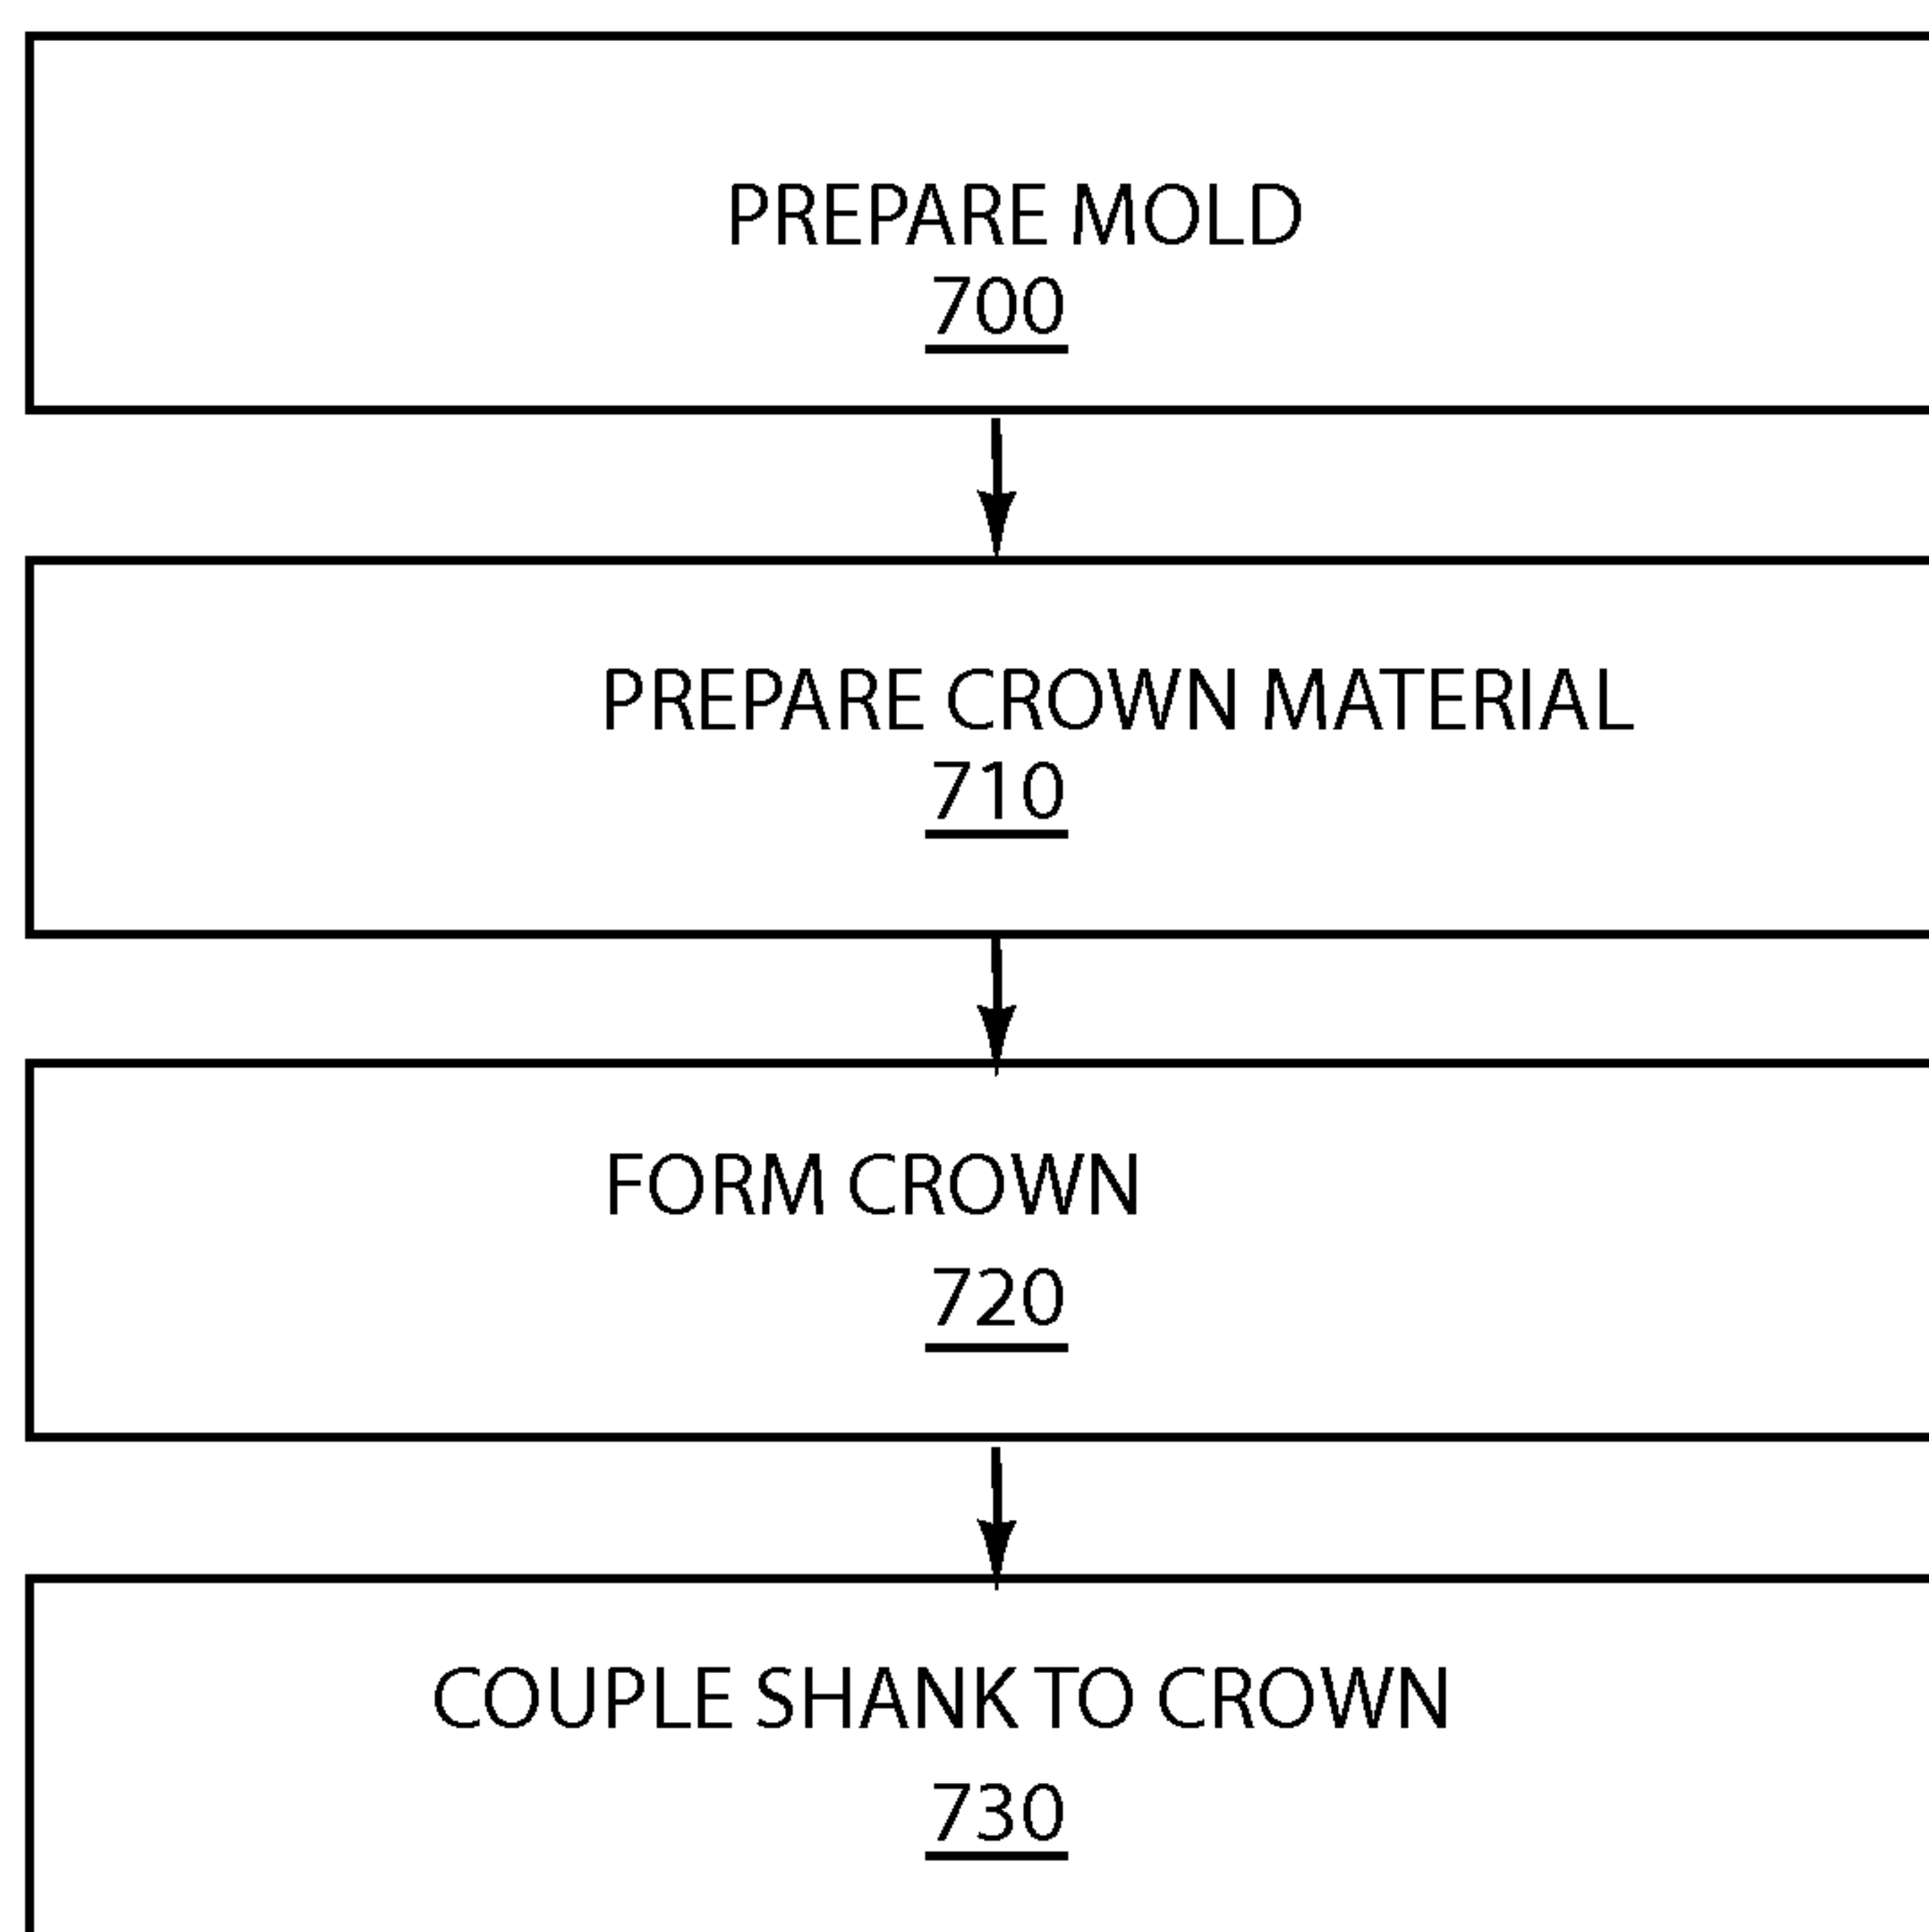 PREPARE MOLD
700
PREPARE CROWN MATERIAL
710
FORM CROWN
720
COUPLE SHANK TO CROWN
730